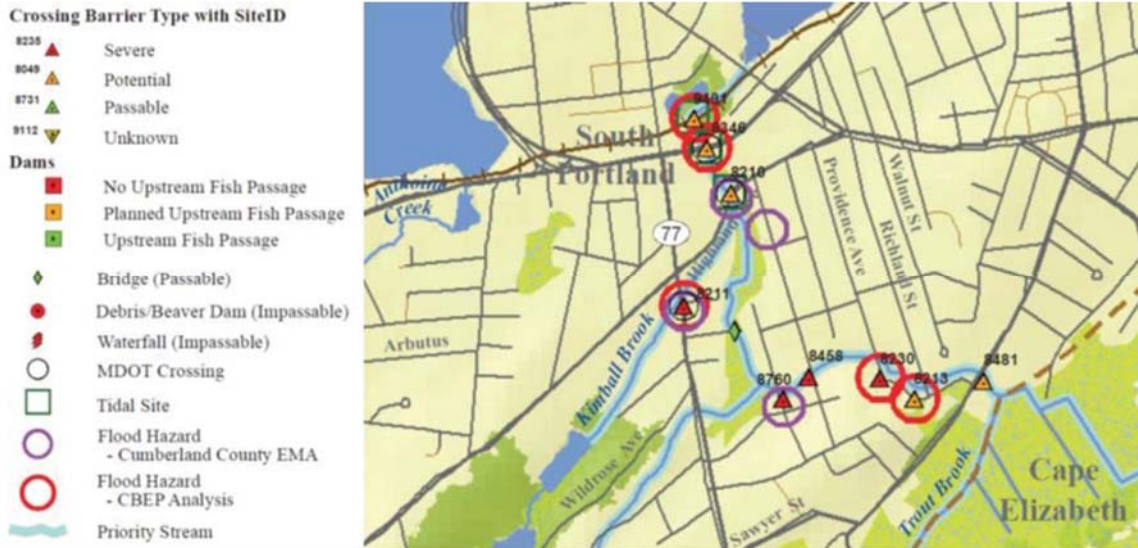 Crossing Barrier Type with SiteID
8235 Severe
8049 Potential
8731 Passable
9112 Unknown
Dams
No Upstream Fish Passage
Planned Upstream Fish Passage
Upstream Fish Passage
Bridge (Passable)
Debris/Beaver Dam (Impassable)
Waterfall (Impassable)
MDOT Crossing
Tidal Site
Flood Hazard
- Cumberland County EMA
Flood Hazard
- CBEP Analysis
Priority Stream
South
Portland
8210
Creek
77
Highland
Providence Ave
Walnut St
Richland St
8211
Arbutus
Kimball Brook
8458
8230
8481
8760
8213
Wildrose Ave
Sawyer St
Trout Brook
Cape
Elizabeth